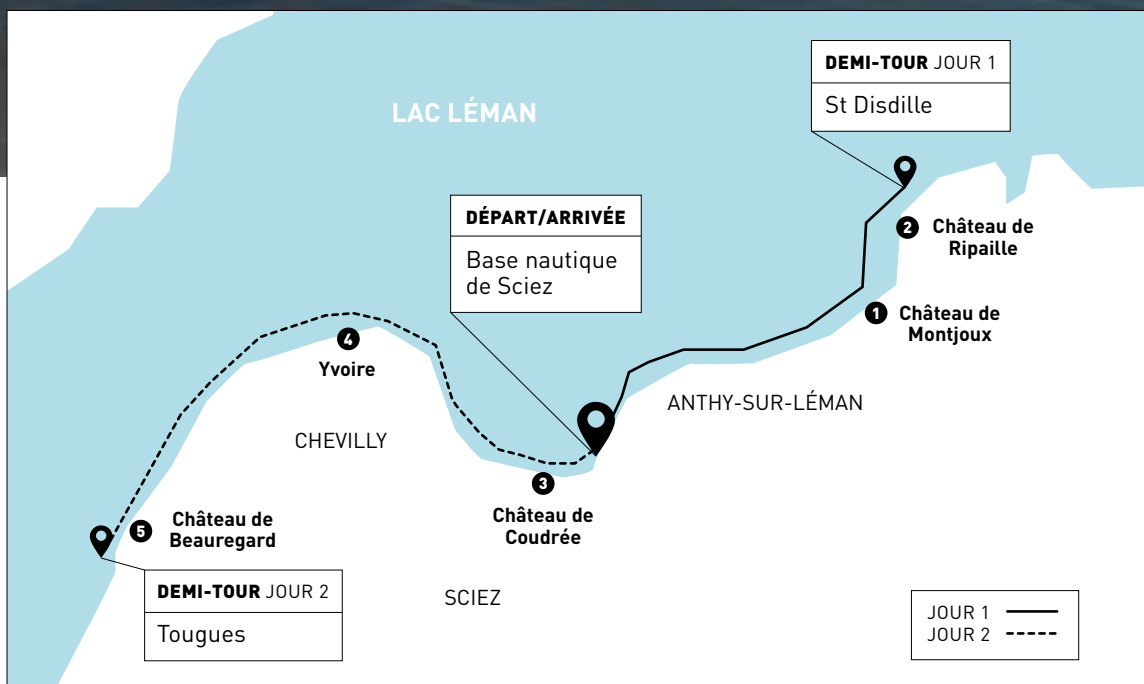 DEMI-TOUR JOUR 1
St Disdille
LAC LÉMAN
DÉPART/ARRIVÉE
Base nautique
de Sciez
2 Château de
Ripaille
1 Château de
Montjoux
4
Yvoire
ANTHY-SUR-LÉMAN
CHEVILLY
3
Château de
Coudrée
5 Château de
Beauregard
DEMI-TOUR JOUR 2
Tougues
SCIEZ
JOUR 1
JOUR 2